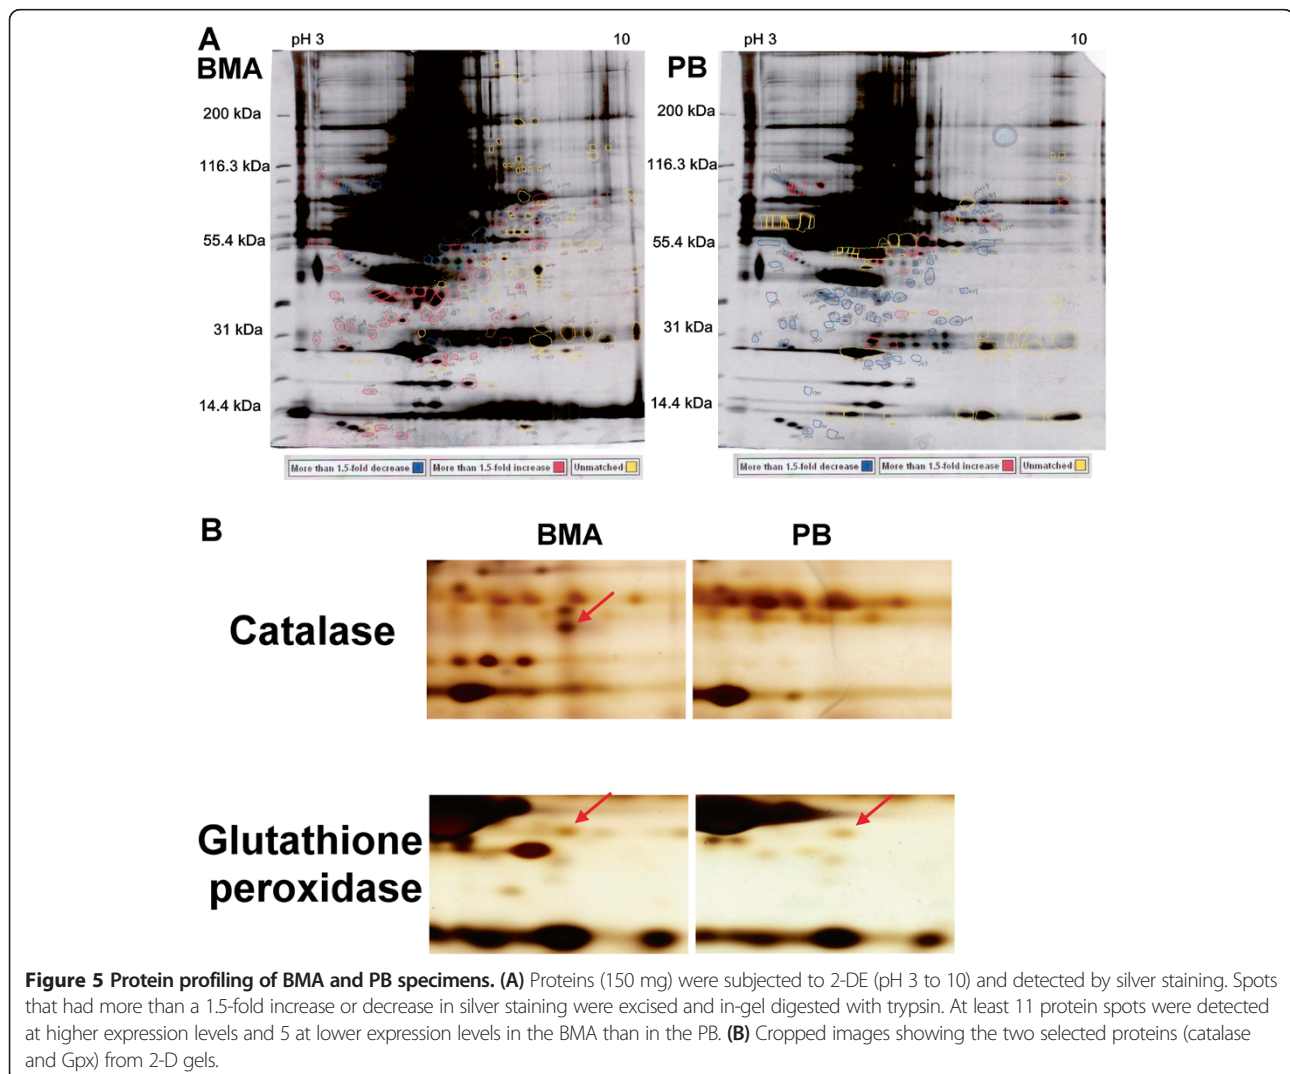 A
BMA
pH 3
10
200 kDa
116.3 kDa
55.4 kDa
31 kDa
14.4 kDa
More than 1.5-fold decrease
More than 1.5-fold increase
Unmatched
PB
pH 3
10
200 kDa
116.3 kDa
55.4 kDa
31 kDa
14.4 kDa
More than 1.5-fold decrease
More than 1.5-fold increase
Unmatched
B
BMA
PB
Catalase
Glutathione
peroxidase
Figure 5 Protein profiling of BMA and PB specimens. (A) Proteins (150 mg) were subjected to 2-DE (pH 3 to 10) and detected by silver staining. Spots
that had more than a 1.5-fold increase or decrease in silver staining were excised and in-gel digested with trypsin. At least 11 protein spots were detected
at higher expression levels and 5 at lower expression levels in the BMA than in the PB. (B) Cropped images showing the two selected proteins (catalase
and Gpx) from 2-D gels.